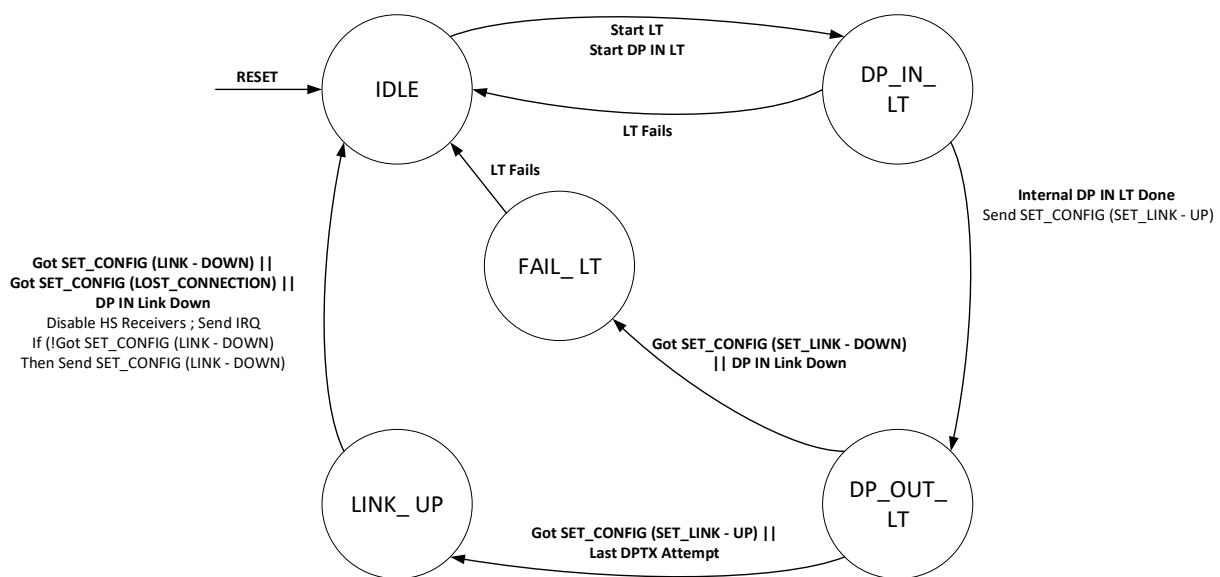 Start LT
Start DP IN LT
RESET
IDLE
DP_IN_
LT
LT Fails
LT Fails
Internal DP IN LT Done
Send SET_CONFIG (SET_LINK - UP)
FAIL_ LT
Got SET_CONFIG (LINK - DOWN) ||
Got SET_CONFIG (LOST_CONNECTION) ||
DP IN Link Down
Disable HS Receivers ; Send IRQ
If (!Got SET_CONFIG (LINK - DOWN)
Then Send SET_CONFIG (LINK - DOWN)
Got SET_CONFIG (SET_LINK - DOWN)
|| DP IN Link Down
LINK_ UP
DP_OUT_
LT
Got SET_CONFIG (SET_LINK - UP) ||
Last DPTX Attempt